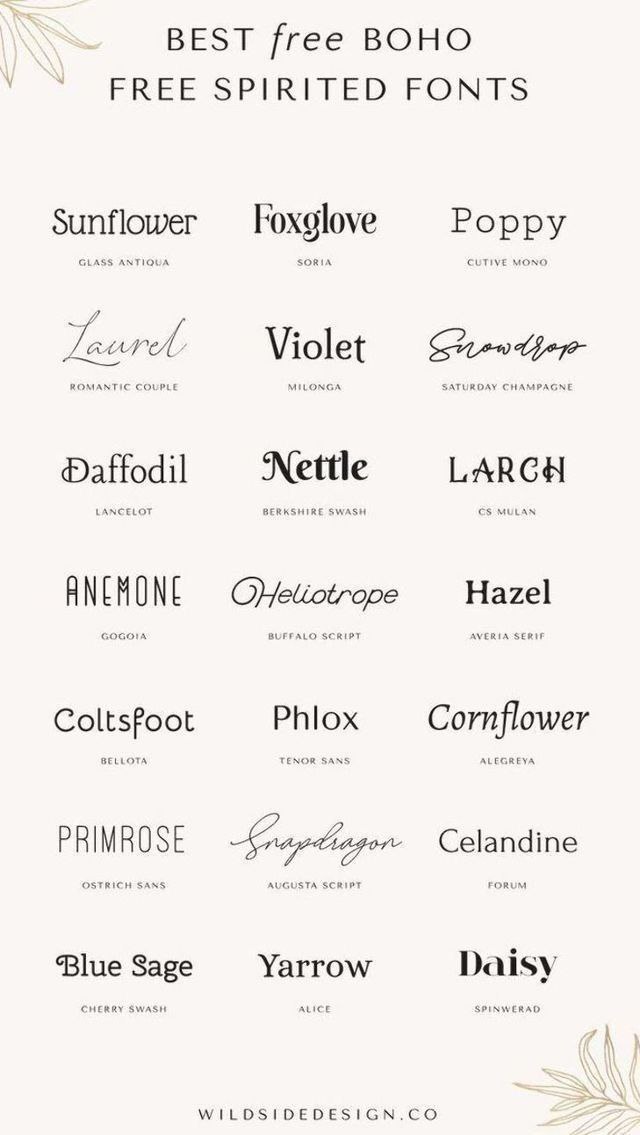 BEST free BOHO
FREE SPIRITED FONTS
Sunflower Foxglove Poppy
GLASS ANTIQUA SORIA CUTIVE MONO
Laurel Violet Snowdrop
ROMANTIC COUPLE MILONGA SATURDAY CHAMPAGNE
Daffodil Nettle LARCH
LANCELOT BERKSHIRE SWASH CS MULAN
ANEMONE Heliotrope Hazel
GOGOIA BUFFALO SCRIPT AVERIA SERIF
Coltsfoot Phlox Cornflower
BELLOTA TENOR SANS ALEGREYA
PRIMROSE Snapdragon Celandine
OSTRICH SANS AUGUSTA SCRIPT FORUM
Blue Sage Yarrow Daisy
CHERRY SWASH ALICE SPINWERAD
WILDSIDEDESIGN.CO